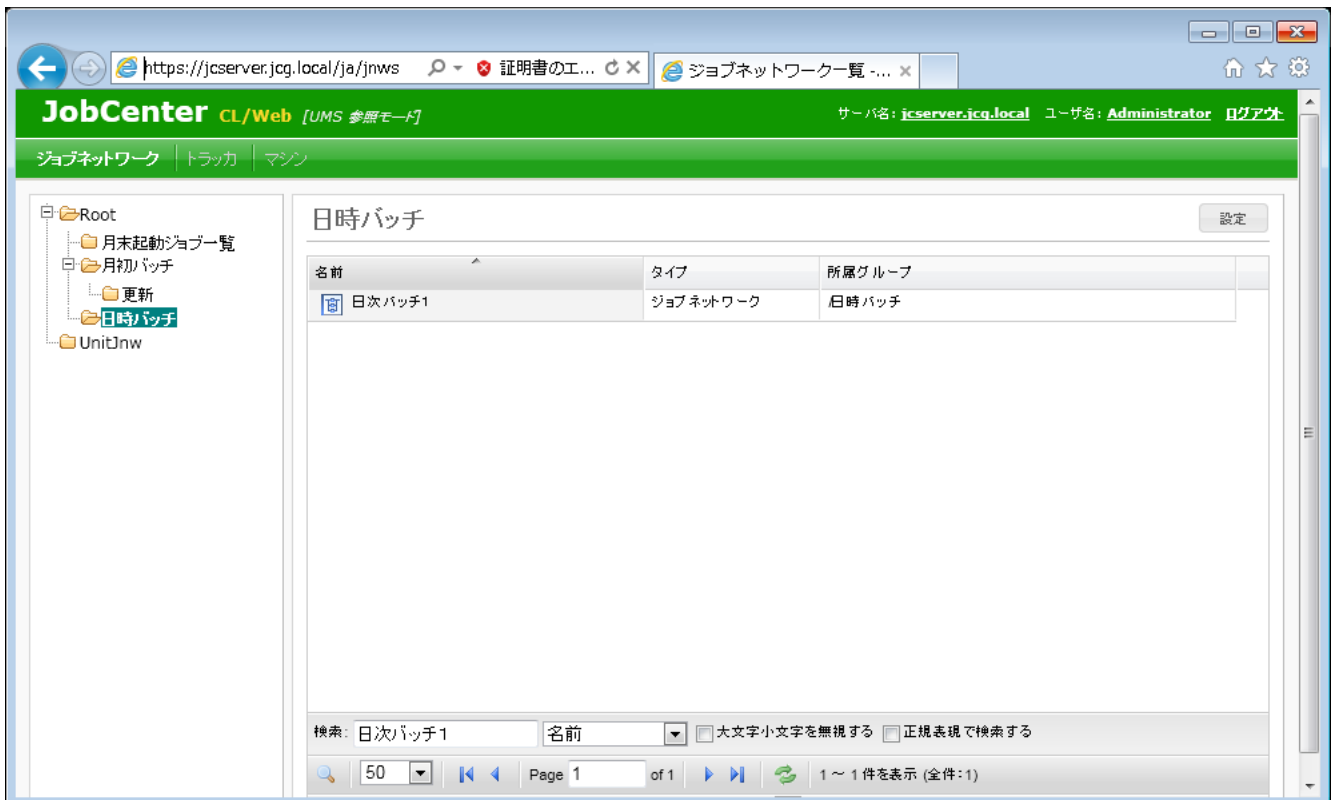 https://jcserver.jcg.local/ja/jnws 証明書のエ... ジョブネットワーク一覧 -...
JobCenter CL/Web [UMS 参照モード] サーバ名: jcserver.jcg.local ユーザ名: Administrator ログアウト
ジョブネットワーク トラッカ マシン
Root
月末起動ジョブ一覧
月初バッチ
更新
日時バッチ
UnitJnw
日時バッチ 設定
名前 タイプ 所属グループ
日次バッチ1 ジョブネットワーク /日時バッチ
検索: 日次バッチ1 名前 大文字小文字を無視する 正規表現で検索する
50 Page 1 of 1 1 ~ 1 件を表示 (全件:1)